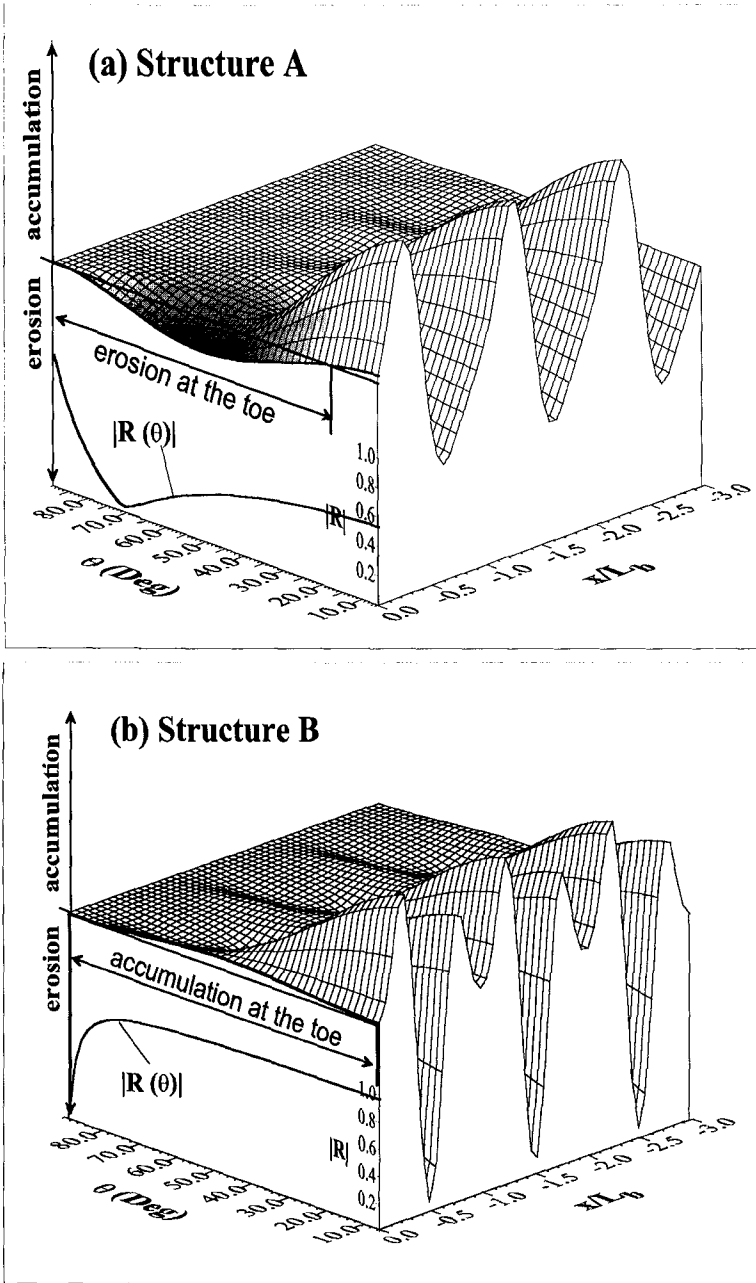 (a) Structure A
accumulation
erosion
erosion at the toe
|R (θ)|
1.0
0.8
0.6
|R|
0.4
0.2
80.0
70.0
60.0
50.0
40.0
30.0
20.0
10.0
θ (Deg)
0.0
-0.5
-1.0
-1.5
-2.0
-2.5
-3.0
x/L_b
(b) Structure B
accumulation
erosion
accumulation at the toe
|R (θ)|
1.0
0.8
|R|
0.6
0.4
0.2
80.0
70.0
60.0
50.0
40.0
30.0
20.0
10.0
θ (Deg)
0.0
-0.5
-1.0
-1.5
-2.0
-2.5
-3.0
x/L_b